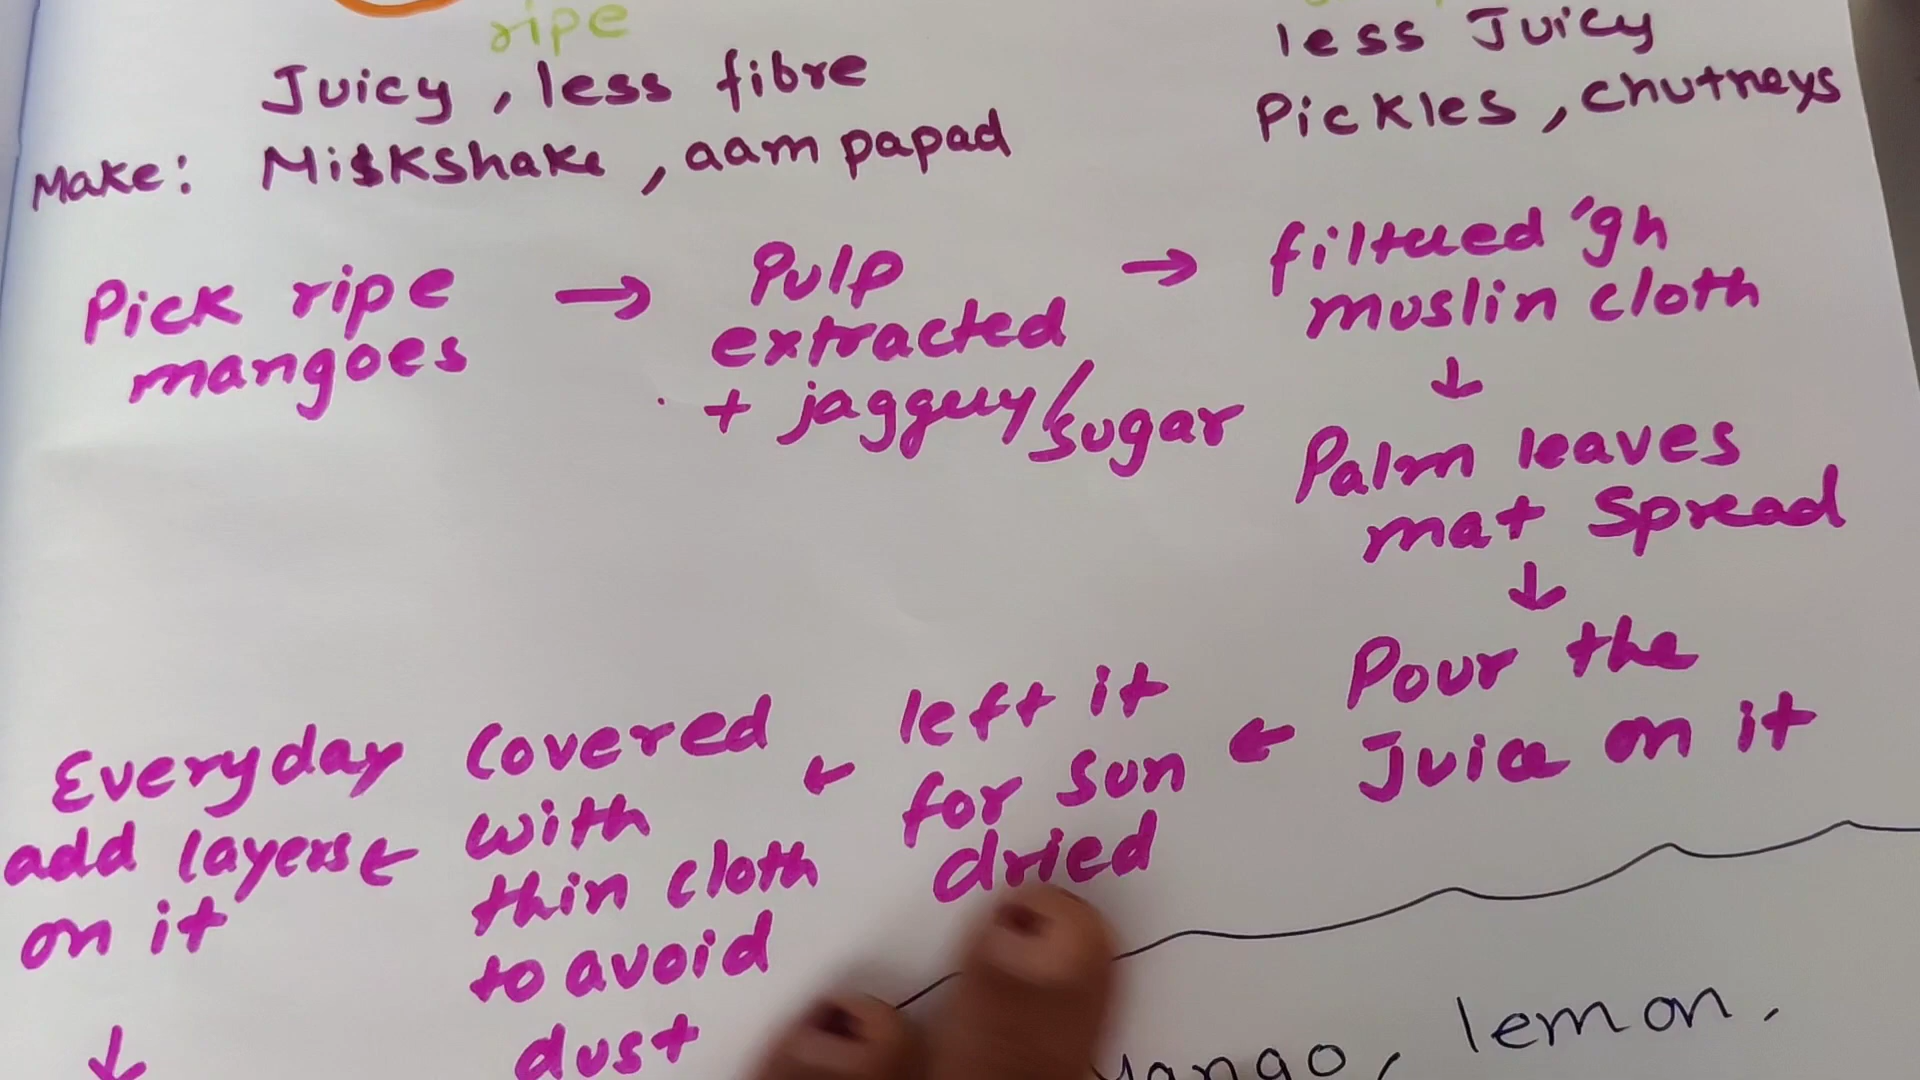 ripe
Juicy, less fibre
less Juicy
Pickles, chutneys
Make: Milkshake, aam papad
Pick ripe
mangoes
→ Pulp
extracted
+ jaggery/sugar
→ filtered 'gh
muslin cloth
↓
Palm leaves
mat spread
↓
Pour the
Juice on it
← left it
for sun
dried
← Covered
with
thin cloth
to avoid
dust
← Everyday
add layers
on it
↓
lemon.